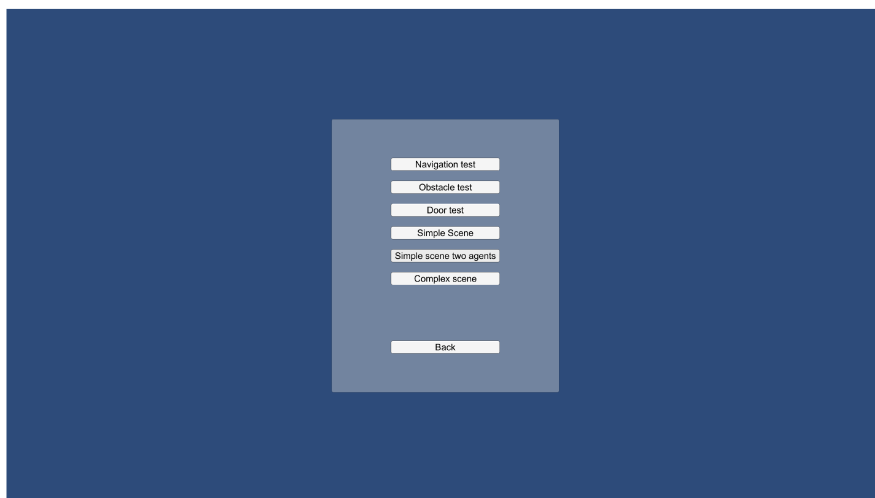 Navigation test
Obstacle test
Door test
Simple Scene
Simple scene two agents
Complex scene
Back